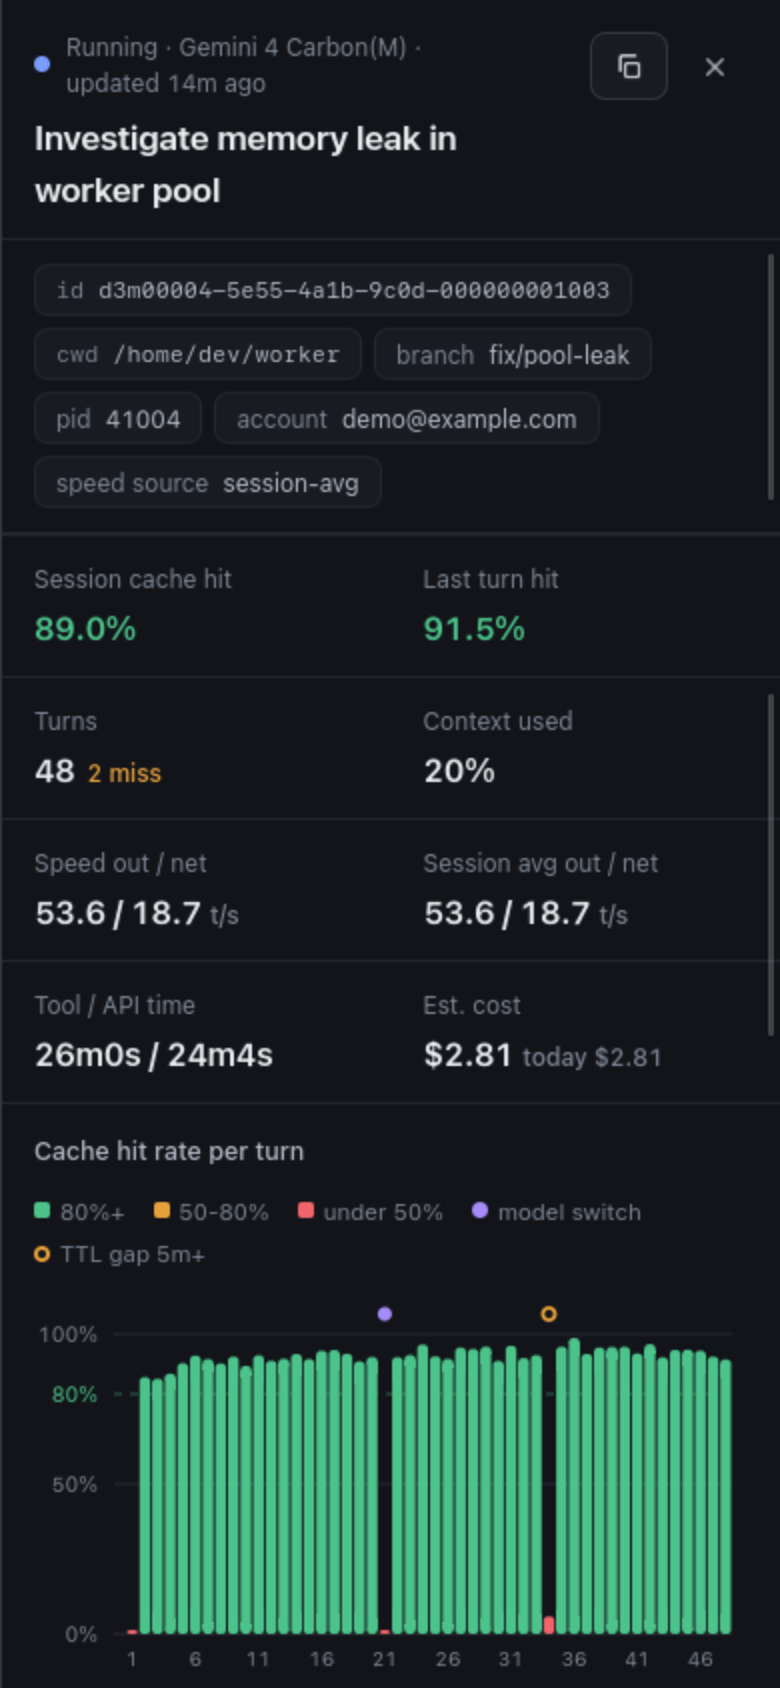 Running · Gemini 4 Carbon(M) ·
updated 14m ago
Investigate memory leak in
worker pool
id d3m00004-5e55-4a1b-9c0d-000000001003
cwd /home/dev/worker branch fix/pool-leak
pid 41004 account demo@example.com
speed source session-avg
Session cache hit Last turn hit
89.0% 91.5%
Turns Context used
48 2 miss 20%
Speed out / net Session avg out / net
53.6 / 18.7 t/s 53.6 / 18.7 t/s
Tool / API time Est. cost
26m0s / 24m4s $2.81 today $2.81
Cache hit rate per turn
80%+ 50-80% under 50% model switch
TTL gap 5m+
100%
80%
50%
0%
1 6 11 16 21 26 31 36 41 46